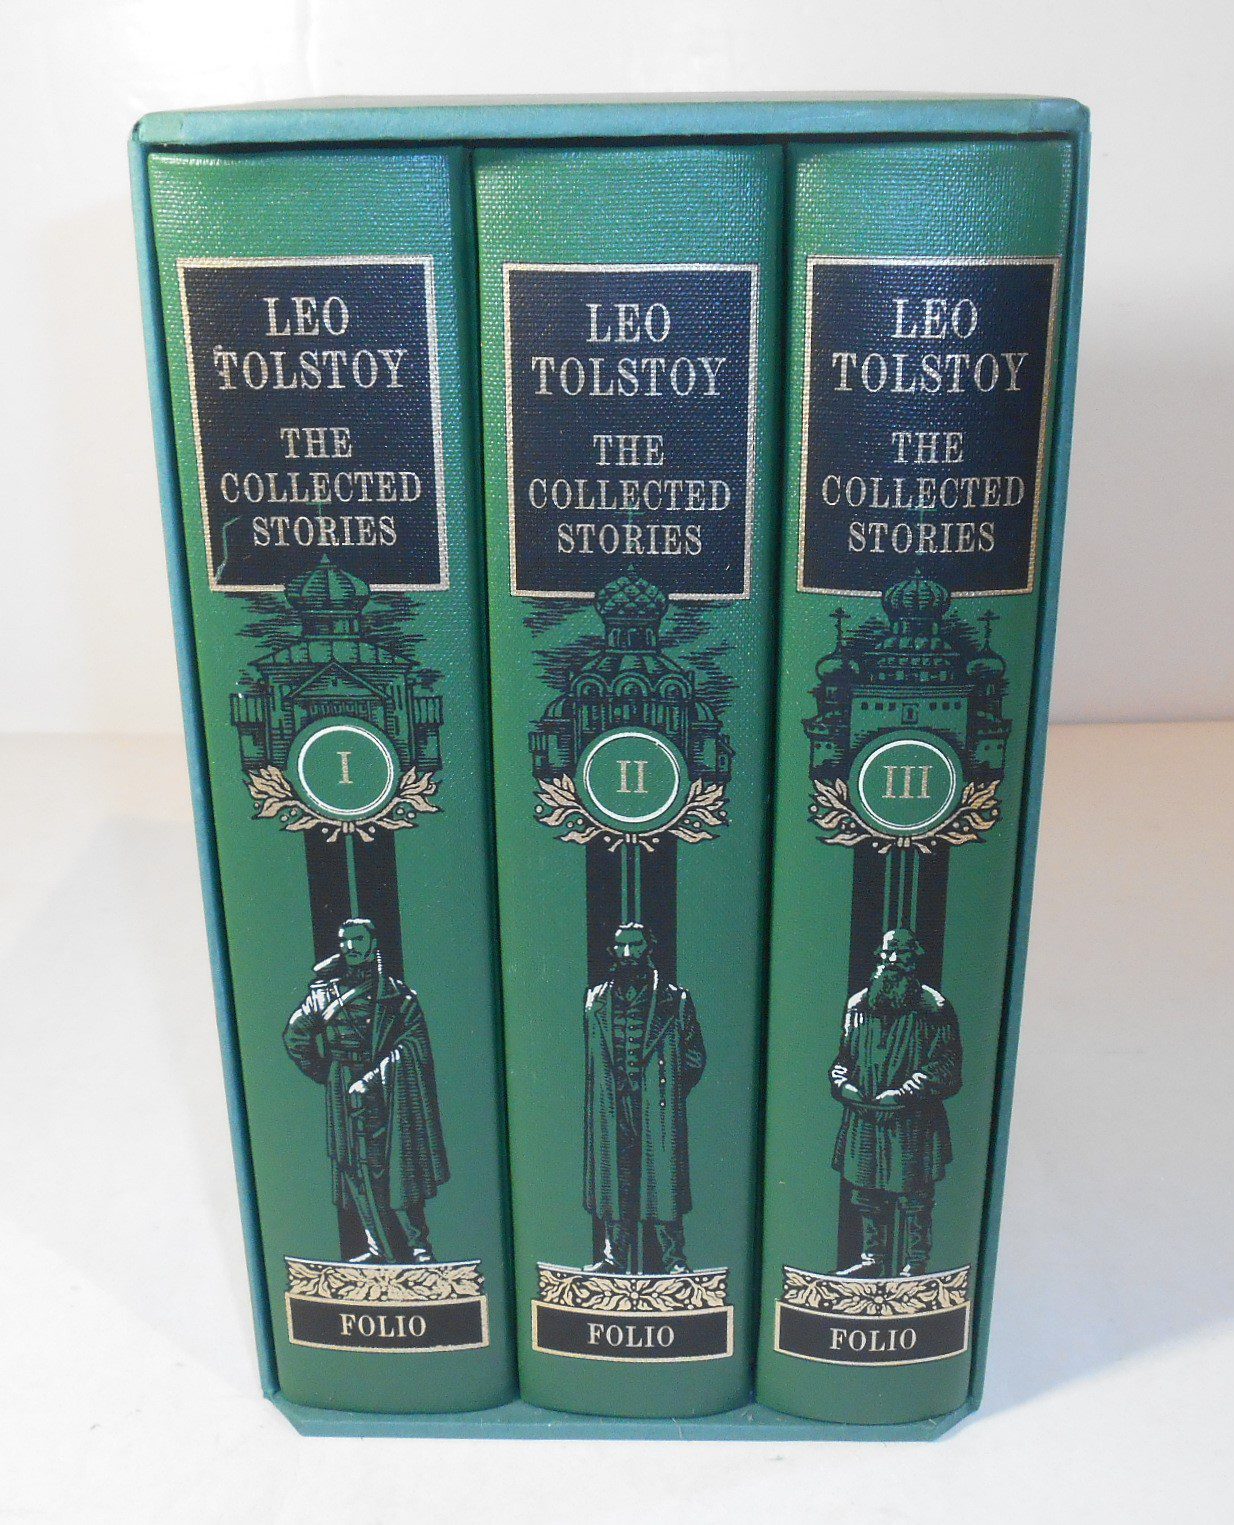 LEO
TOLSTOY
THE
COLLECTED
STORIES
I
FOLIO
LEO
TOLSTOY
THE
COLLECTED
STORIES
II
FOLIO
LEO
TOLSTOY
THE
COLLECTED
STORIES
III
FOLIO